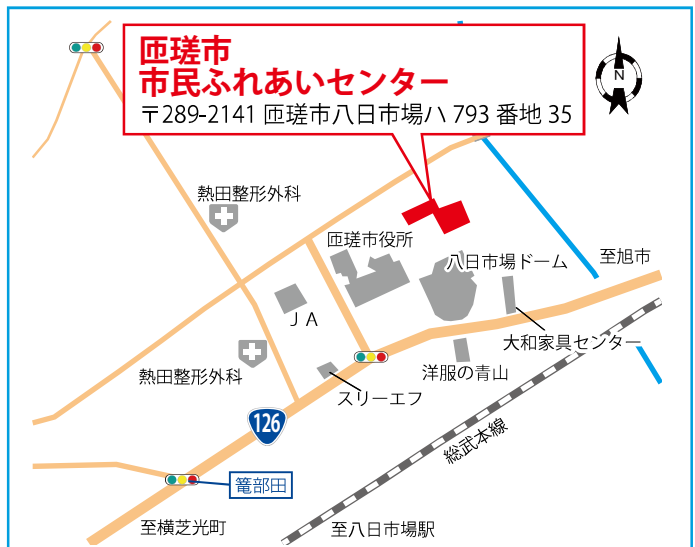 匝瑳市
市民ふれあいセンター
〒289-2141 匝瑳市八日市場ハ 793 番地 35
N
熱田整形外科
匝瑳市役所
八日市場ドーム
至旭市
ＪＡ
大和家具センター
熱田整形外科
洋服の青山
スリーエフ
126
総武本線
篭部田
至横芝光町
至八日市場駅